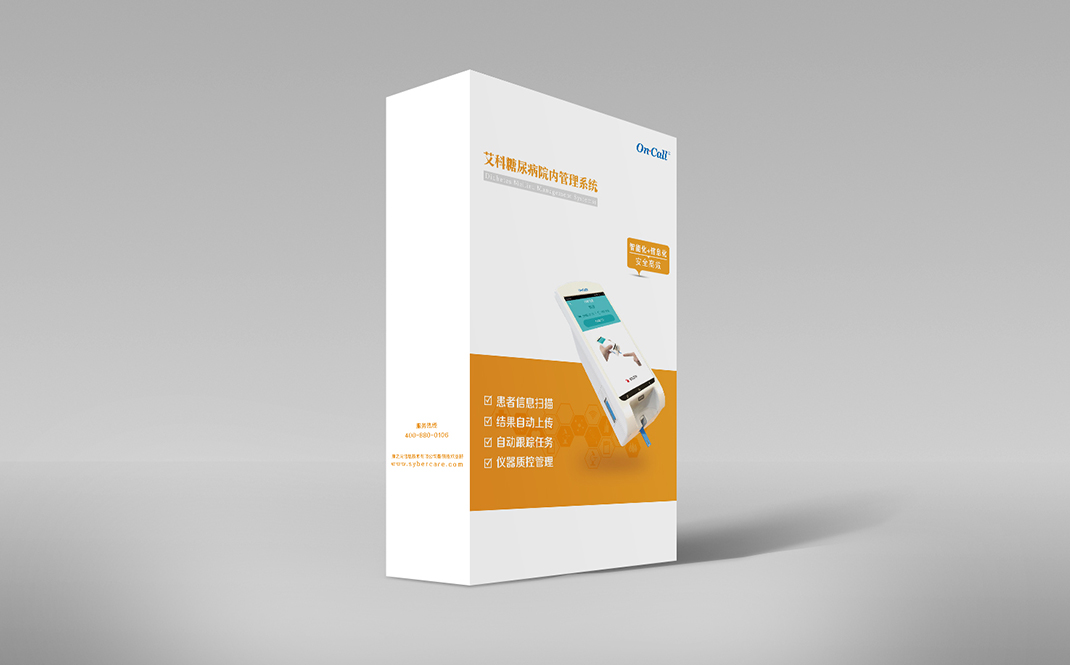 On·Call
艾科糖尿病院内管理系统
智能化+信息化
安全高效
患者信息扫描
结果自动上传
自动跟踪任务
仪器质控管理
服务热线
400-880-0106
www.sybercare.com